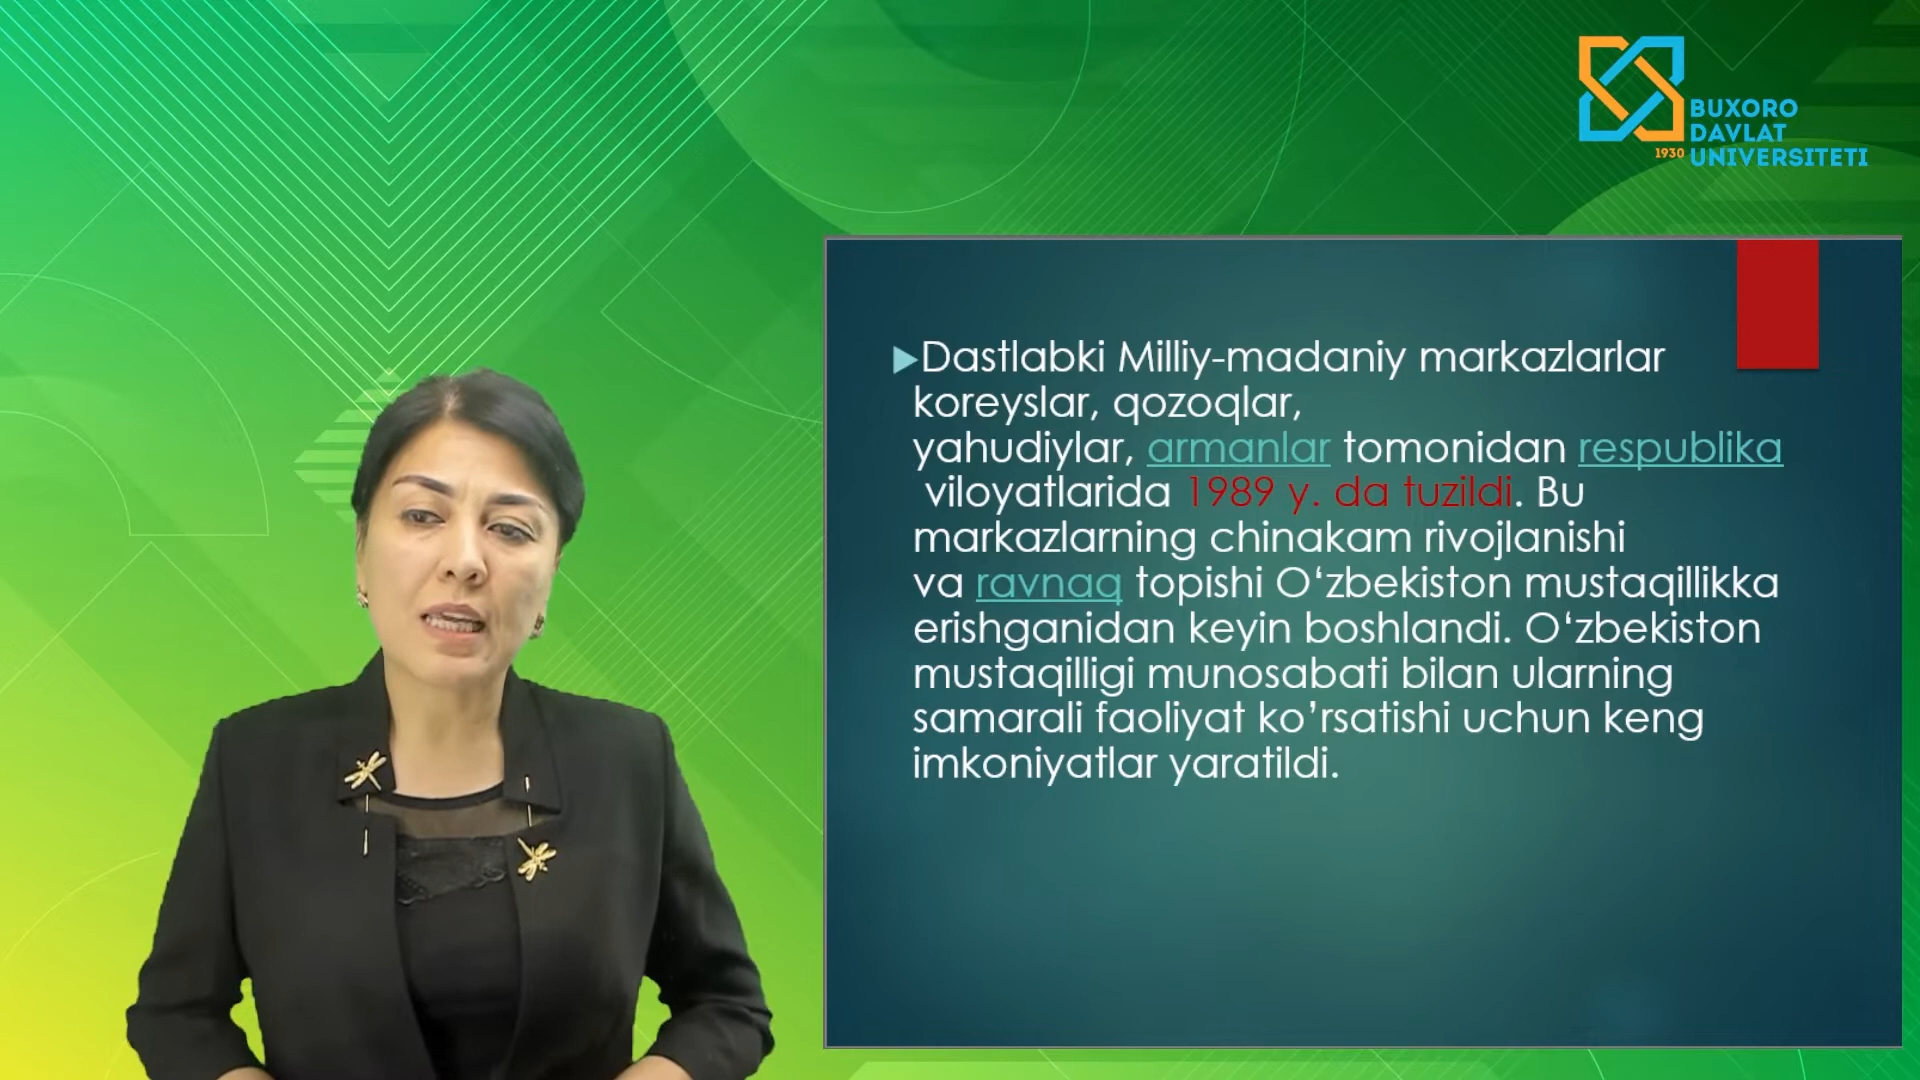 BUXORO
DAVLAT
1930 UNIVERSITETI
Dastlabki Milliy-madaniy markazlarlar
koreyslar, qozoqlar,
yahudiylar, armanlar tomonidan respublika
viloyatlarida 1989 y. da tuzildi. Bu
markazlarning chinakam rivojlanishi
va ravnaq topishi O‘zbekiston mustaqillikka
erishganidan keyin boshlandi. O‘zbekiston
mustaqilligi munosabati bilan ularning
samarali faoliyat ko’rsatishi uchun keng
imkoniyatlar yaratildi.